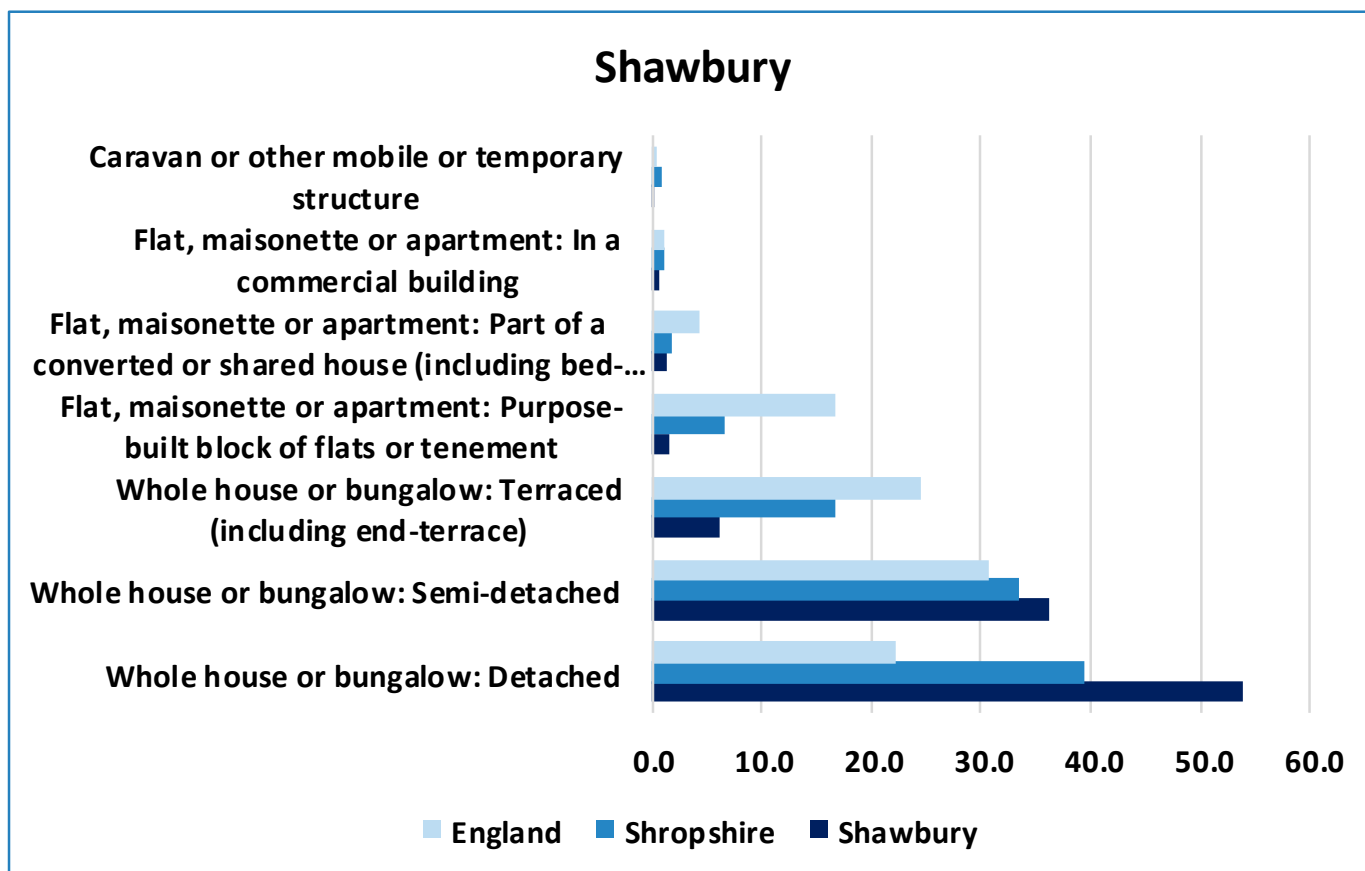 Shawbury
Caravan or other mobile or temporary
structure
Flat, maisonette or apartment: In a
commercial building
Flat, maisonette or apartment: Part of a
converted or shared house (including bed-...
Flat, maisonette or apartment: Purpose-
built block of flats or tenement
Whole house or bungalow: Terraced
(including end-terrace)
Whole house or bungalow: Semi-detached
Whole house or bungalow: Detached
0.0 10.0 20.0 30.0 40.0 50.0 60.0
England Shropshire Shawbury